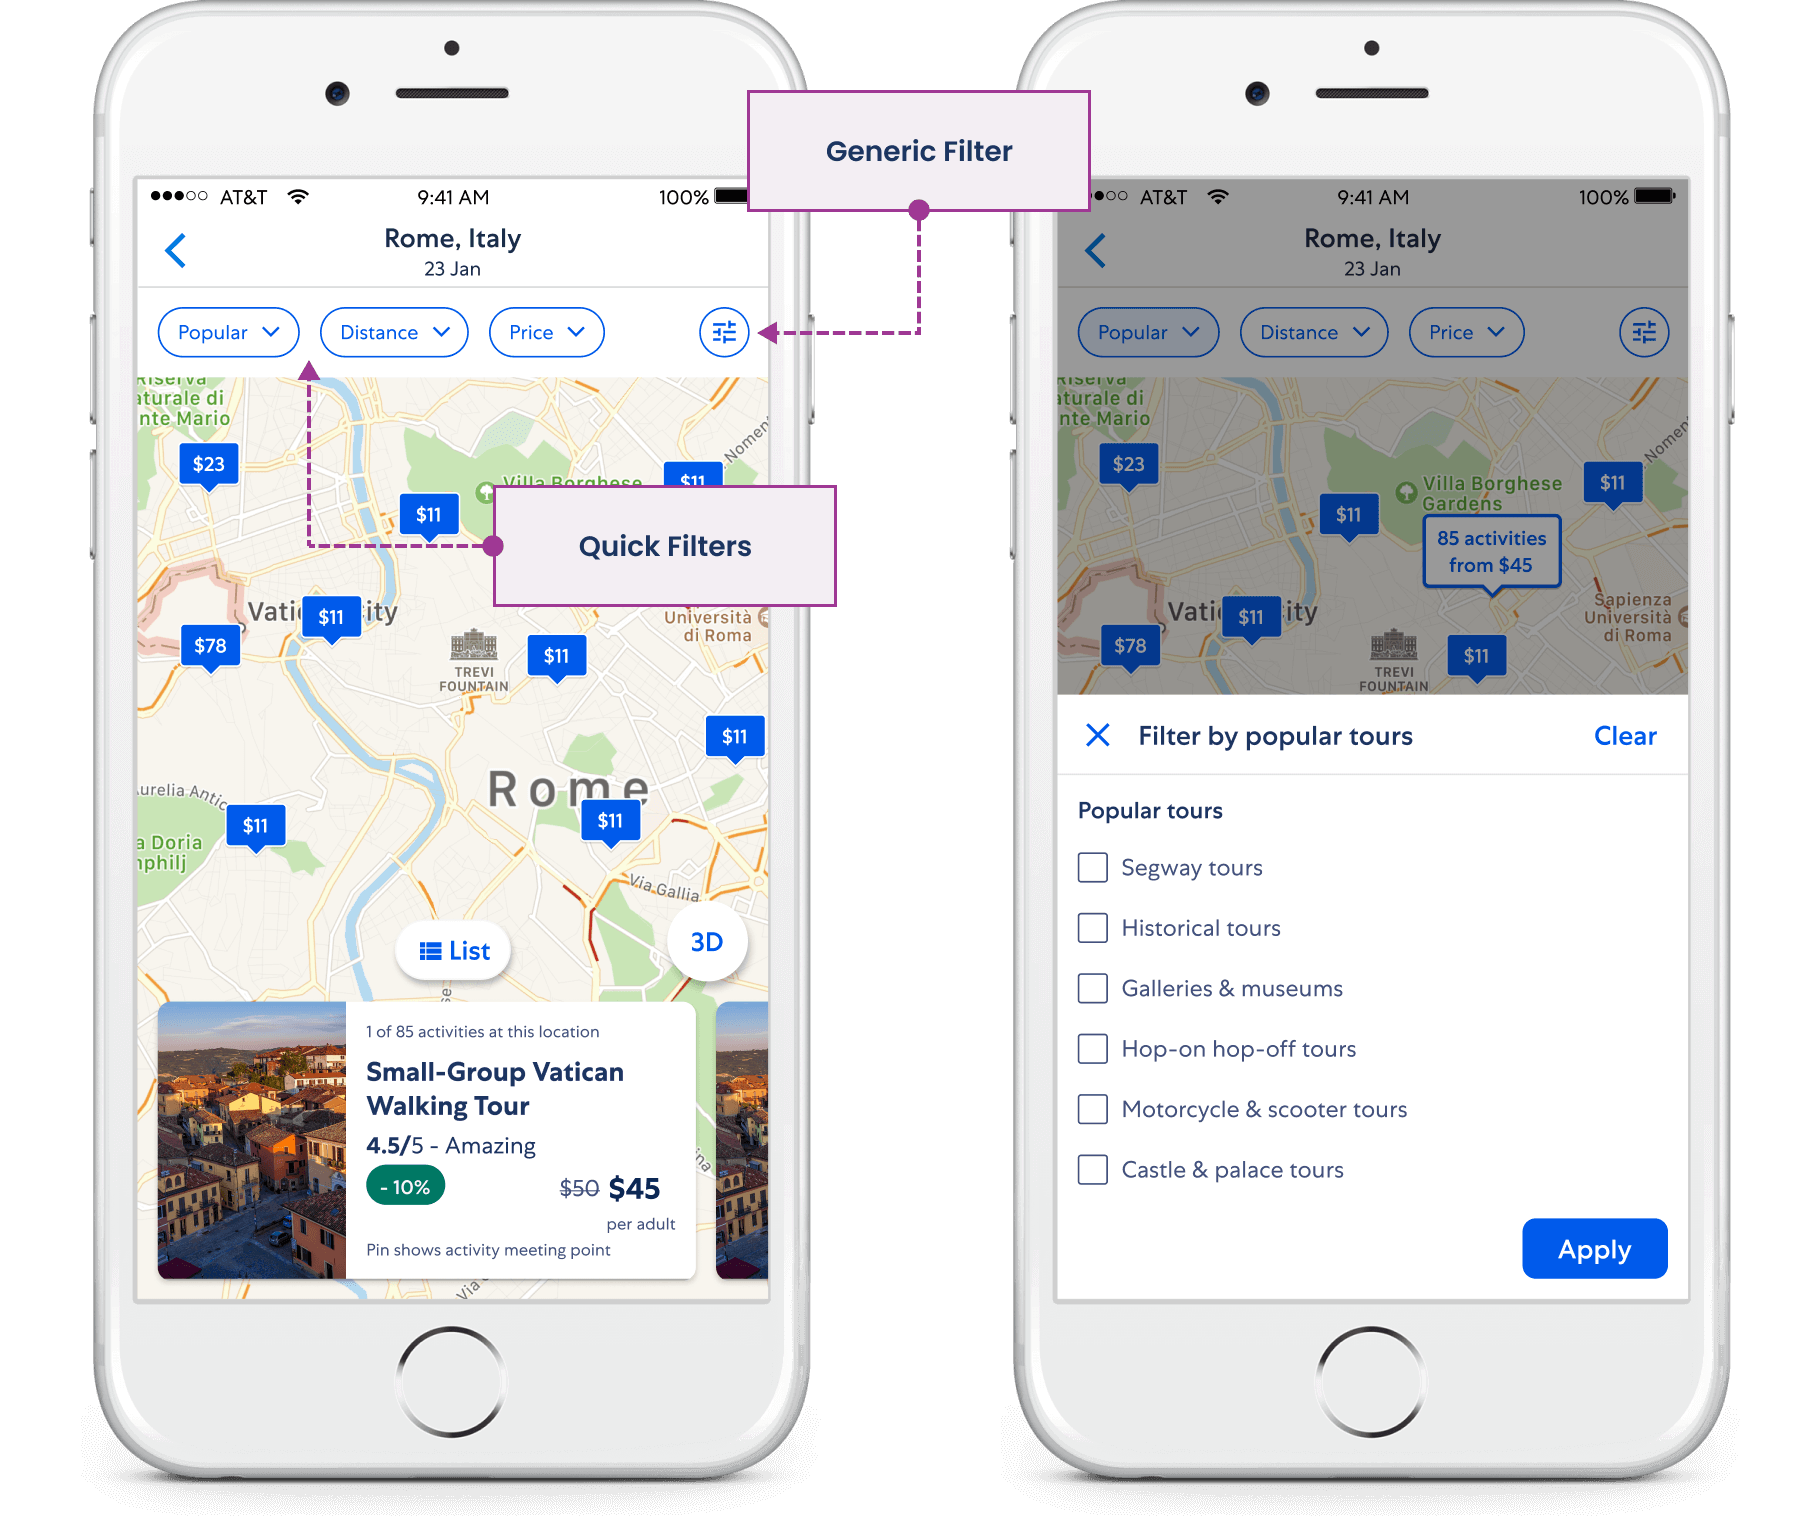 Generic Filter
AT&T
9:41 AM
100%
Rome, Italy
23 Jan
Popular
Distance
Price
Riserva
aturale di
nte Mario
$23
$11
Nomen
Villa Borghese
$11
Quick Filters
Vatic
ity
$11
$78
TREVI
FOUNTAIN
$11
Università
di Roma
$11
Rome
$11
urelia Antic
$11
a Doria
mphilj
Via Gallia
List
3D
1 of 85 activities at this location
Small-Group Vatican
Walking Tour
4.5/5 - Amazing
- 10%
$50 $45
per adult
Pin shows activity meeting point
AT&T
9:41 AM
100%
Rome, Italy
23 Jan
Popular
Distance
Price
Riserva
aturale di
nte Mario
$23
$11
Nomen
Villa Borghese
Gardens
$11
85 activities
from $45
Vatic
ity
$11
$78
TREVI
FOUNTAIN
$11
Sapienza
Università
di Roma
Filter by popular tours
Clear
Popular tours
Segway tours
Historical tours
Galleries & museums
Hop-on hop-off tours
Motorcycle & scooter tours
Castle & palace tours
Apply